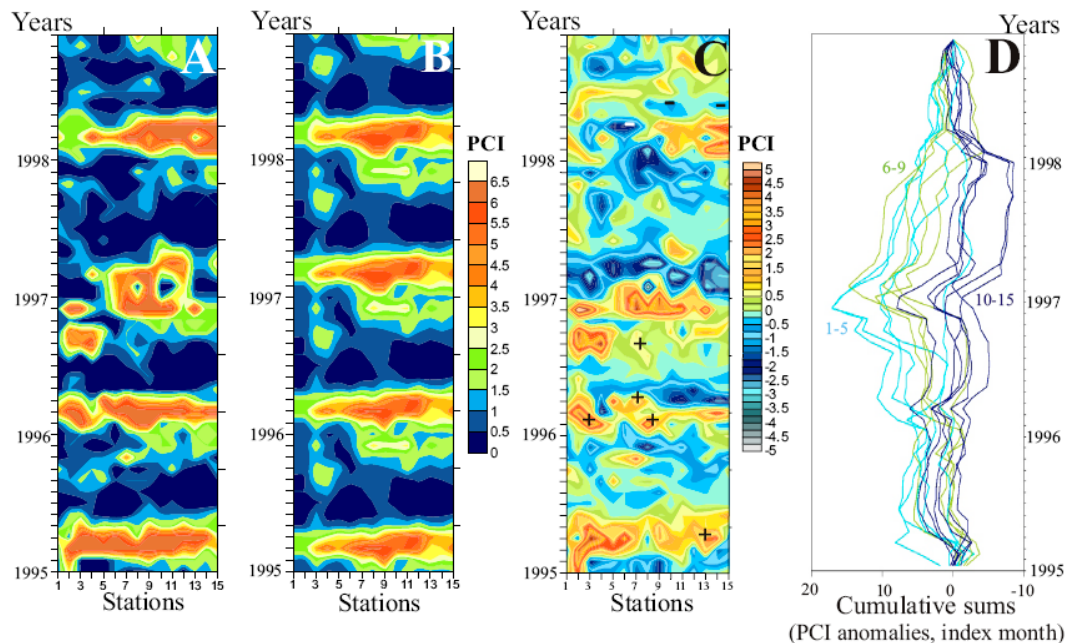 Years
Years
Years
Years
A
B
C
D
1998
1997
1996
1995
1 3 5 7 9 11 13 15
Stations
1998
1997
1996
1995
1 3 5 7 9 11 13 15
Stations
PCI
6.5
6
5.5
5
4.5
4
3.5
3
2.5
2
1.5
1
0.5
0
1998
1997
1996
1995
1 3 5 7 9 11 13 15
Stations
PCI
5
4.5
4
3.5
3
2.5
2
1.5
1
0.5
0
-0.5
-1
-1.5
-2
-2.5
-3
-3.5
-4
-4.5
-5
6-9
10-15
1-5
1998
1997
1996
1995
20 10 0 -10
Cumulative sums
(PCI anomalies, index month)